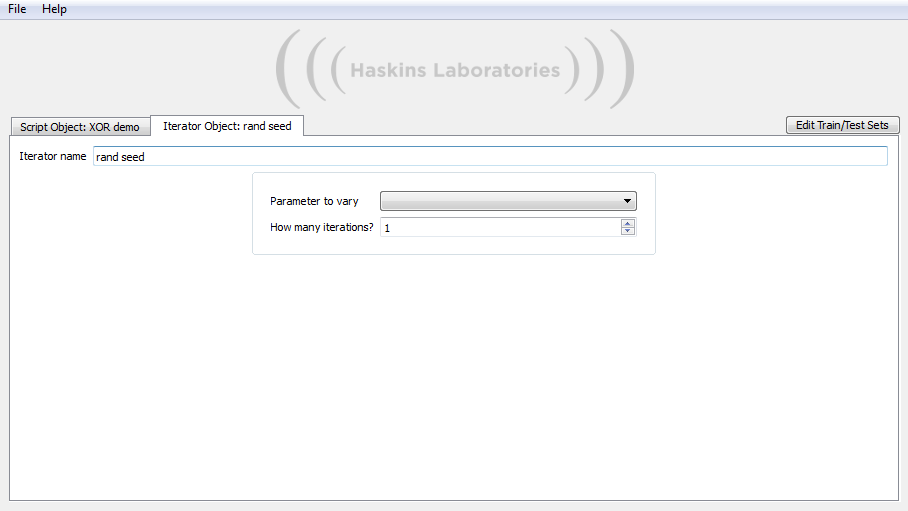 File Help
Haskins Laboratories
Script Object: XOR demo Iterator Object: rand seed Edit Train/Test Sets
Iterator name rand seed
Parameter to vary
How many iterations? 1